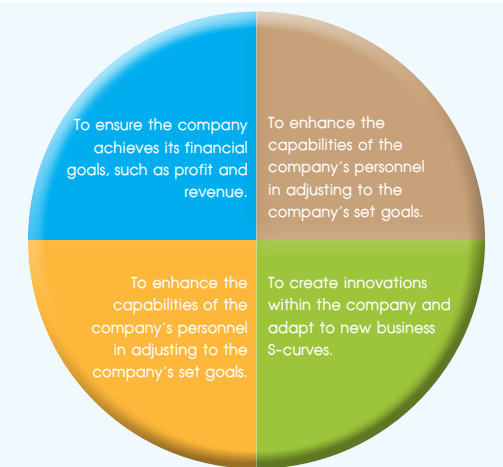 To ensure the company
achieves its financial
goals, such as profit and
revenue.
To enhance the
capabilities of the
company's personnel
in adjusting to the
company's set goals.
To enhance the
capabilities of the
company's personnel
in adjusting to the
company's set goals.
To create innovations
within the company and
adapt to new business
S-curves.